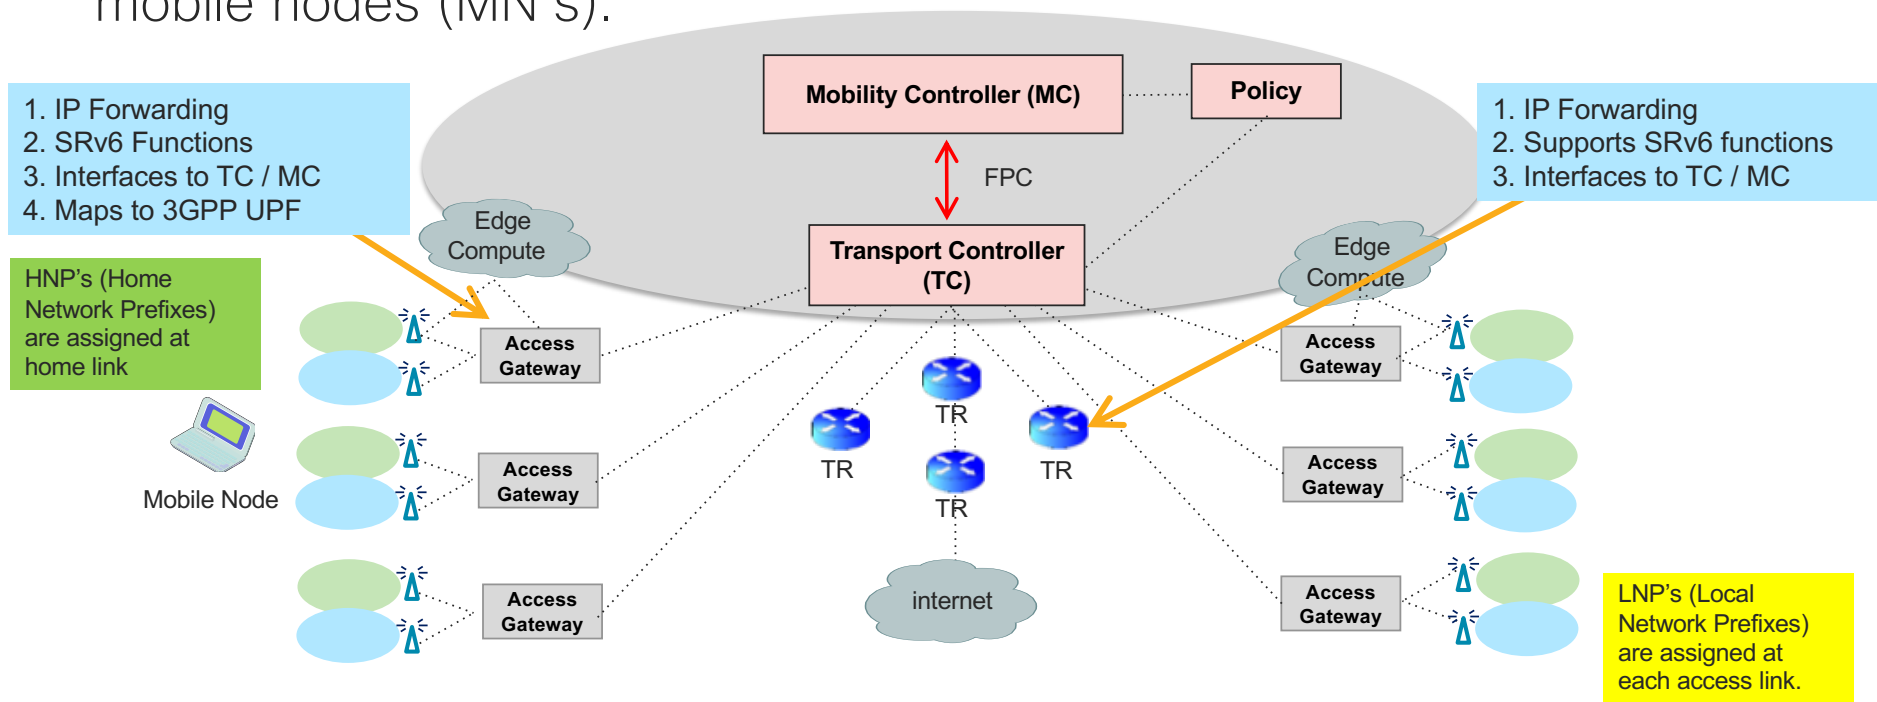 mobile nodes (MN's).
Mobility Controller (MC)
Policy
1. IP Forwarding
2. SRv6 Functions
3. Interfaces to TC / MC
4. Maps to 3GPP UPF
1. IP Forwarding
2. Supports SRv6 functions
3. Interfaces to TC / MC
FPC
Edge
Compute
Transport Controller
(TC)
Edge
Compute
HNP's (Home
Network Prefixes)
are assigned at
home link
Access
Gateway
Access
Gateway
TR
TR
TR
TR
Mobile Node
Access
Gateway
Access
Gateway
internet
Access
Gateway
Access
Gateway
LNP's (Local
Network Prefixes)
are assigned at
each access link.